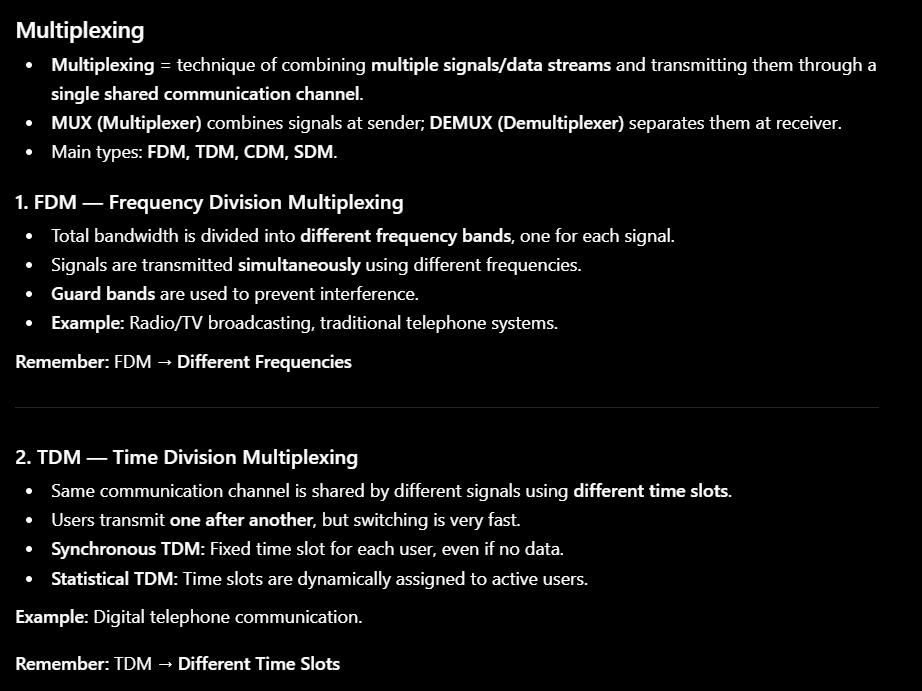 Multiplexing
• Multiplexing = technique of combining multiple signals/data streams and transmitting them through a
single shared communication channel.
• MUX (Multiplexer) combines signals at sender; DEMUX (Demultiplexer) separates them at receiver.
• Main types: FDM, TDM, CDM, SDM.
1. FDM — Frequency Division Multiplexing
• Total bandwidth is divided into different frequency bands, one for each signal.
• Signals are transmitted simultaneously using different frequencies.
• Guard bands are used to prevent interference.
• Example: Radio/TV broadcasting, traditional telephone systems.
Remember: FDM → Different Frequencies
2. TDM — Time Division Multiplexing
• Same communication channel is shared by different signals using different time slots.
• Users transmit one after another, but switching is very fast.
• Synchronous TDM: Fixed time slot for each user, even if no data.
• Statistical TDM: Time slots are dynamically assigned to active users.
Example: Digital telephone communication.
Remember: TDM → Different Time Slots